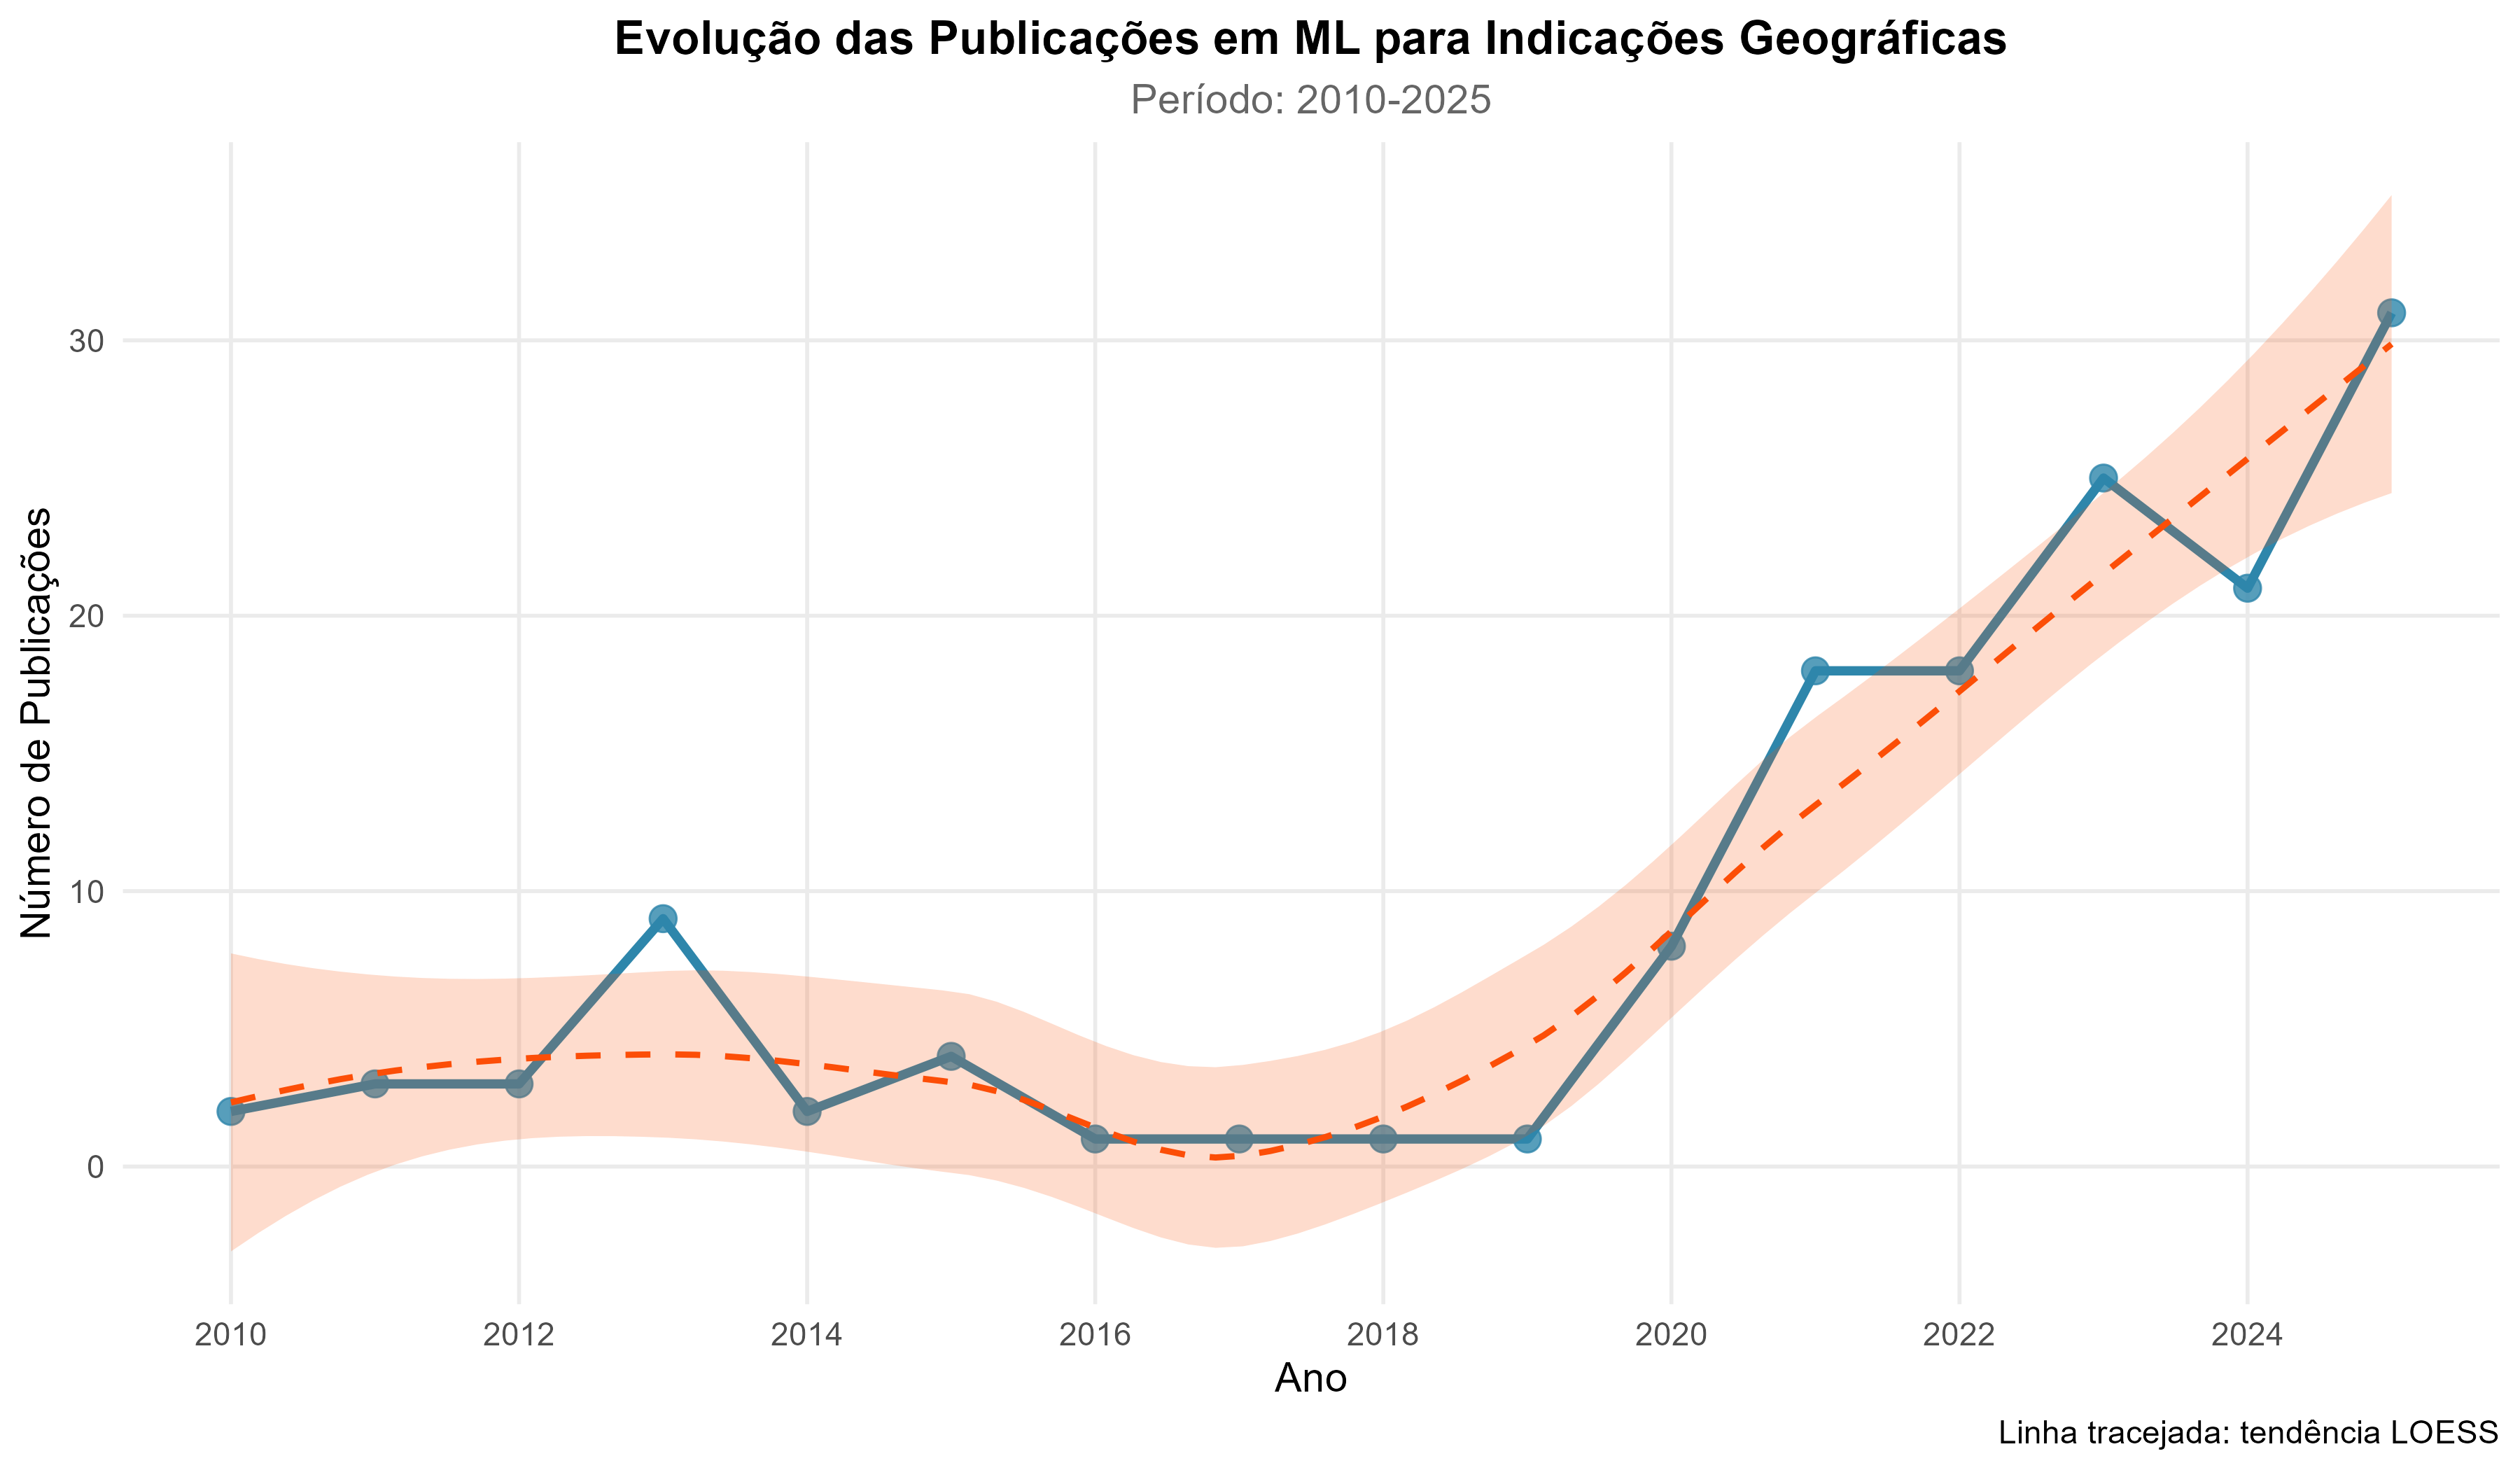 Evolução das Publicações em ML para Indicações Geográficas
Período: 2010-2025
Número de Publicações
30
20
10
0
2010 2012 2014 2016 2018 2020 2022 2024
Ano
Linha tracejada: tendência LOESS